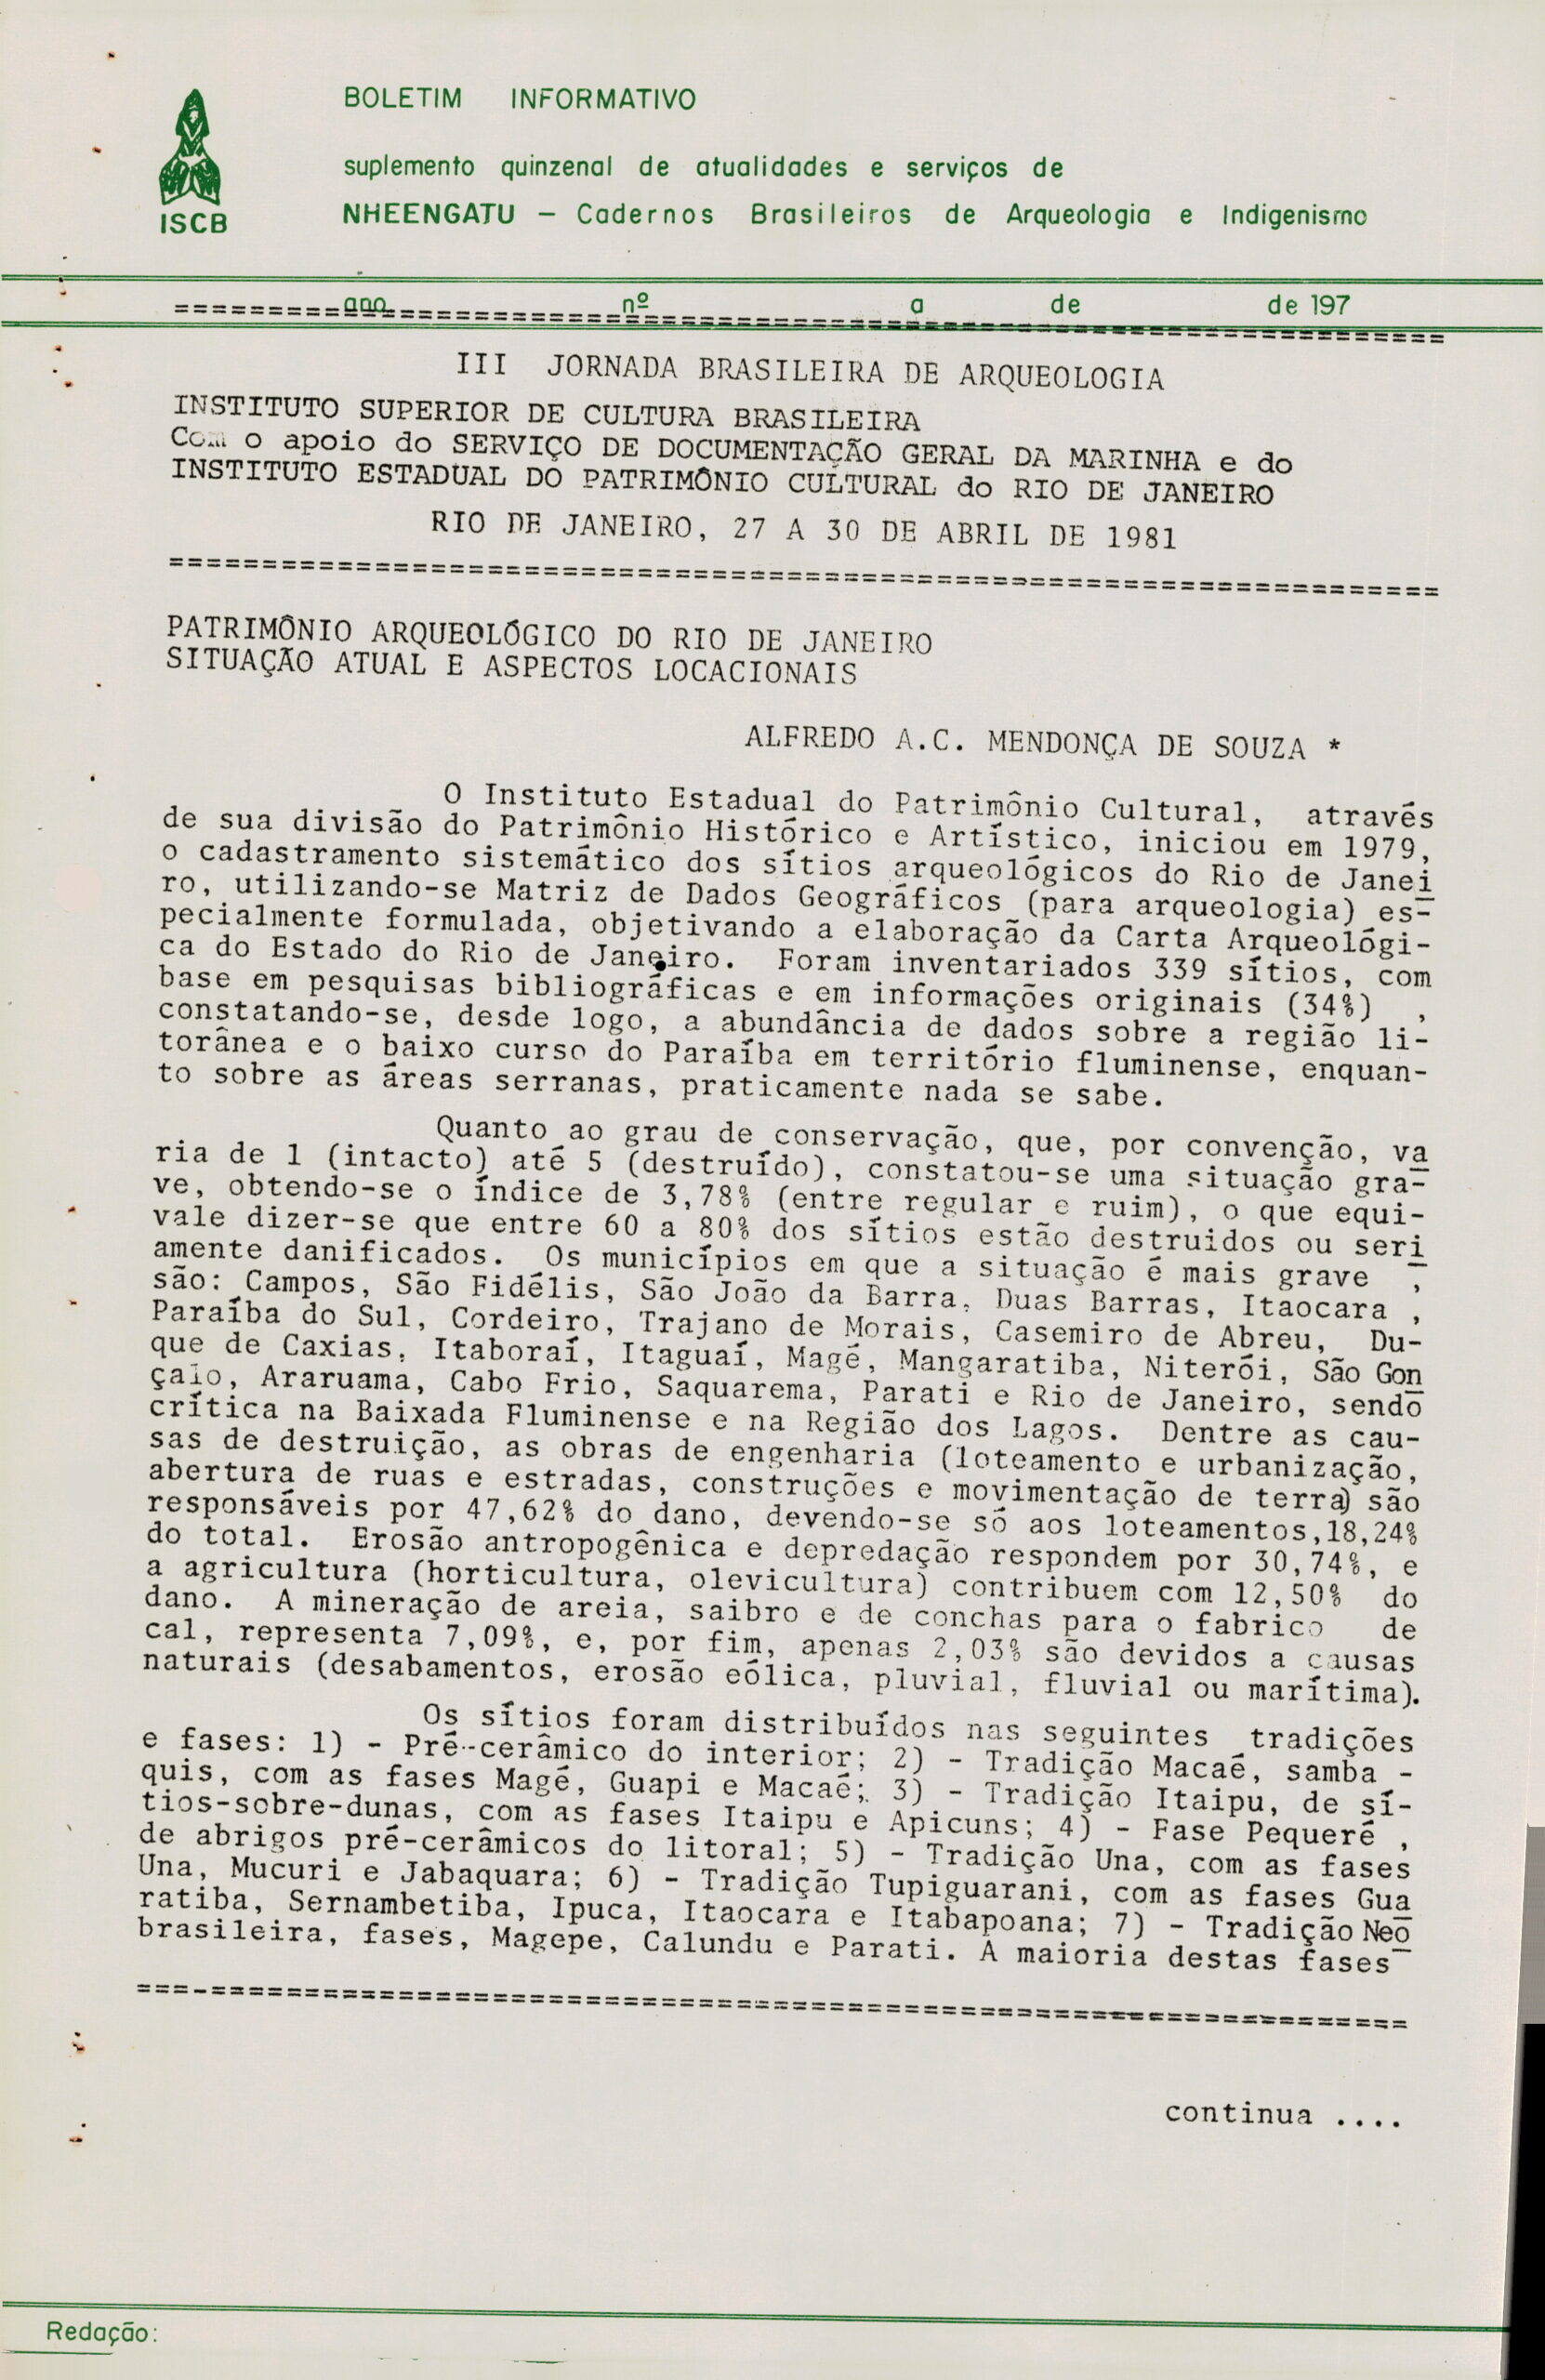 BOLETIM INFORMATIVO
suplemento quinzenal de atualidades e serviços de
NHEENGATU — Cadernos Brasileiros de Arqueologia e Indigenismo
ISCB
ano nº a de de 197
III JORNADA BRASILEIRA DE ARQUEOLOGIA
INSTITUTO SUPERIOR DE CULTURA BRASILEIRA
Com o apoio do SERVIÇO DE DOCUMENTAÇÃO GERAL DA MARINHA e do
INSTITUTO ESTADUAL DO PATRIMÔNIO CULTURAL do RIO DE JANEIRO
RIO DE JANEIRO, 27 A 30 DE ABRIL DE 1981
PATRIMÔNIO ARQUEOLÓGICO DO RIO DE JANEIRO
SITUAÇÃO ATUAL E ASPECTOS LOCACIONAIS
ALFREDO A.C. MENDONÇA DE SOUZA *
O Instituto Estadual do Patrimônio Cultural, através
de sua divisão do Patrimônio Histórico e Artístico, iniciou em 1979,
o cadastramento sistemático dos sítios arqueológicos do Rio de Janei
ro, utilizando-se Matriz de Dados Geográficos (para arqueologia) es-
pecialmente formulada, objetivando a elaboração da Carta Arqueológi-
ca do Estado do Rio de Janeiro. Foram inventariados 339 sítios, com
base em pesquisas bibliográficas e em informações originais (34%) ,
constatando-se, desde logo, a abundância de dados sobre a região li-
torânea e o baixo curso do Paraíba em território fluminense, enquan-
to sobre as áreas serranas, praticamente nada se sabe.
Quanto ao grau de conservação, que, por convenção, va
ria de 1 (intacto) até 5 (destruído), constatou-se uma situação gra-
ve, obtendo-se o índice de 3,78% (entre regular e ruim), o que equi-
vale dizer-se que entre 60 a 80% dos sítios estão destruidos ou seri
amente danificados. Os municípios em que a situação é mais grave ,
são: Campos, São Fidélis, São João da Barra, Duas Barras, Itaocara ,
Paraíba do Sul, Cordeiro, Trajano de Morais, Casemiro de Abreu, Du-
que de Caxias, Itaboraí, Itaguaí, Magé, Mangaratiba, Niterói, São Gon
çalo, Araruama, Cabo Frio, Saquarema, Parati e Rio de Janeiro, sendo
crítica na Baixada Fluminense e na Região dos Lagos. Dentre as cau-
sas de destruição, as obras de engenharia (loteamento e urbanização,
abertura de ruas e estradas, construções e movimentação de terra) são
responsáveis por 47,62% do dano, devendo-se só aos loteamentos,18,24%
do total. Erosão antropogênica e depredação respondem por 30,74%, e
a agricultura (horticultura, olevicultura) contribuem com 12,50% do
dano. A mineração de areia, saibro e de conchas para o fabrico de
cal, representa 7,09%, e, por fim, apenas 2,03% são devidos a causas
naturais (desabamentos, erosão eólica, pluvial, fluvial ou marítima).
Os sítios foram distribuídos nas seguintes tradições
e fases: 1) - Pré-cerâmico do interior; 2) - Tradição Macaé, samba -
quis, com as fases Magé, Guapi e Macaé; 3) - Tradição Itaipu, de sí-
tios-sobre-dunas, com as fases Itaipu e Apicuns; 4) - Fase Pequeré ,
de abrigos pré-cerâmicos do litoral; 5) - Tradição Una, com as fases
Una, Mucuri e Jabaquara; 6) - Tradição Tupiguarani, com as fases Gua
ratiba, Sernambetiba, Ipuca, Itaocara e Itabapoana; 7) - Tradição Neo
brasileira, fases, Magepe, Calundu e Parati. A maioria destas fases
continua ....
Redação: